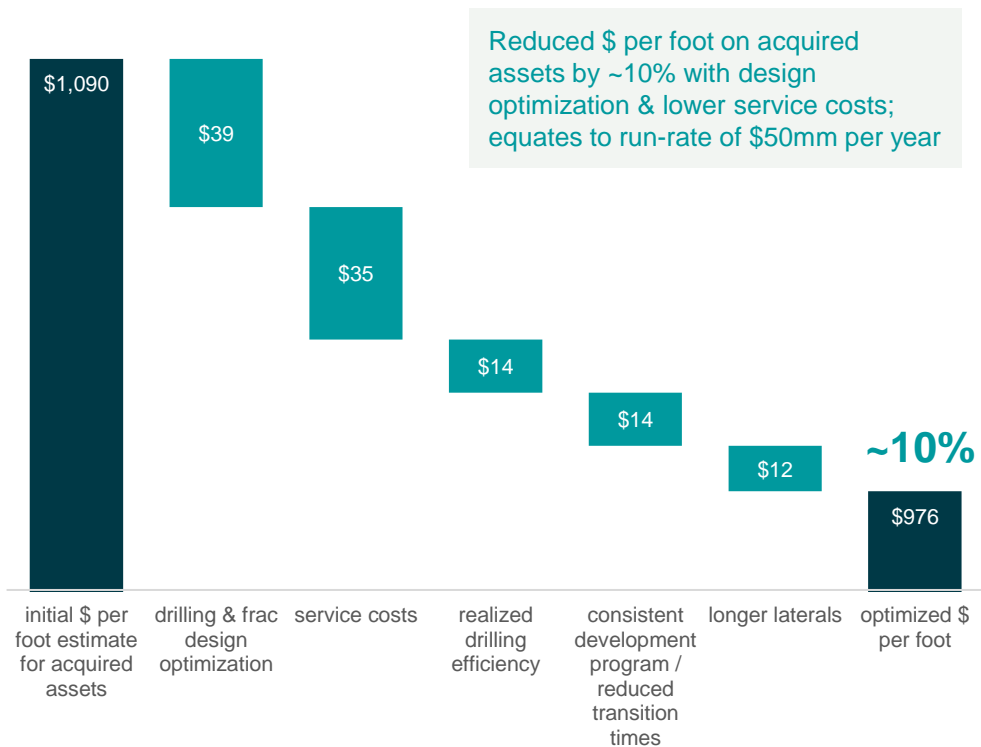 Reduced $ per foot on acquired
assets by ~10% with design
optimization & lower service costs;
equates to run-rate of $50mm per year
$1,090
$39
$35
$14
$14
$12
~10%
$976
initial $ per
foot estimate
for acquired
assets
drilling & frac
design
optimization
service costs
realized
drilling
efficiency
consistent
development
program /
reduced
transition
times
longer laterals
optimized $
per foot